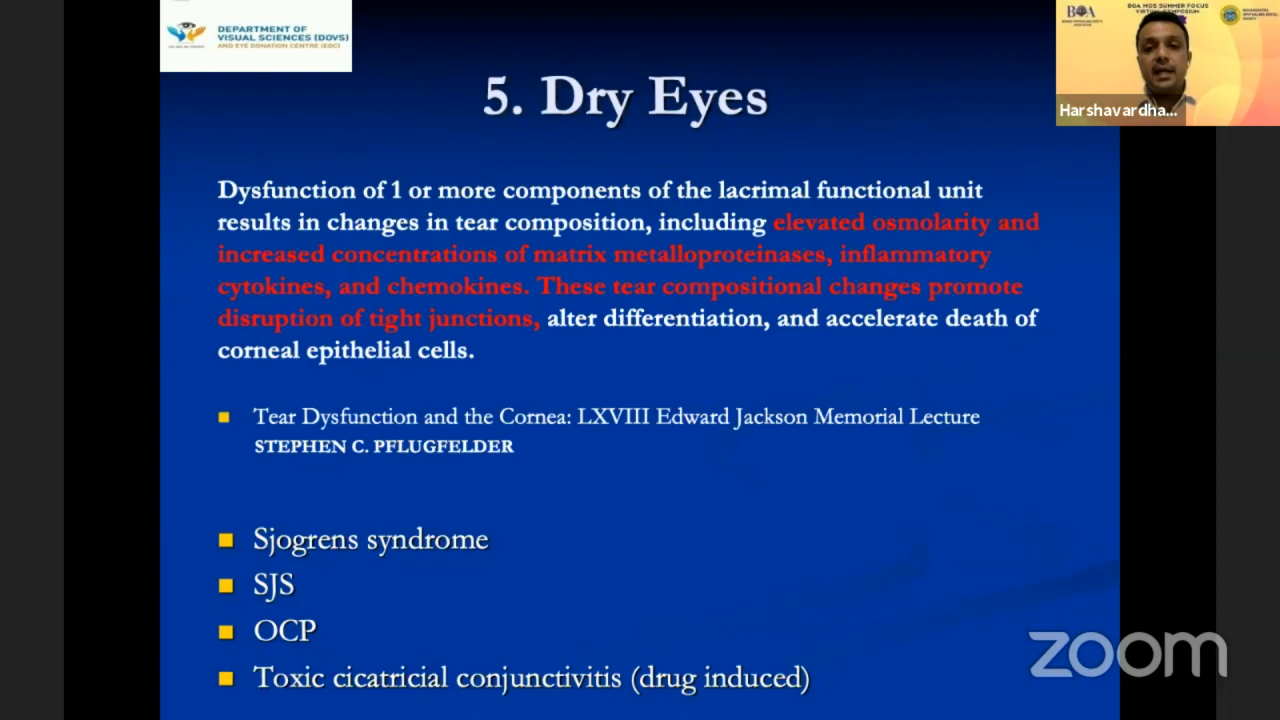 DEPARTMENT OF
VISUAL SCIENCES (DOVS)
AND EYE DONATION CENTRE (EDC)
BOA
BOA MOS SUMMER FOCUS
VIRTUAL SYMPOSIUM
Harshavardha...
5. Dry Eyes
Dysfunction of 1 or more components of the lacrimal functional unit
results in changes in tear composition, including elevated osmolarity and
increased concentrations of matrix metalloproteinases, inflammatory
cytokines, and chemokines. These tear compositional changes promote
disruption of tight junctions, alter differentiation, and accelerate death of
corneal epithelial cells.
Tear Dysfunction and the Cornea: LXVIII Edward Jackson Memorial Lecture
STEPHEN C. PFLUGFELDER
Sjogrens syndrome
SJS
OCP
Toxic cicatricial conjunctivitis (drug induced)
zoom